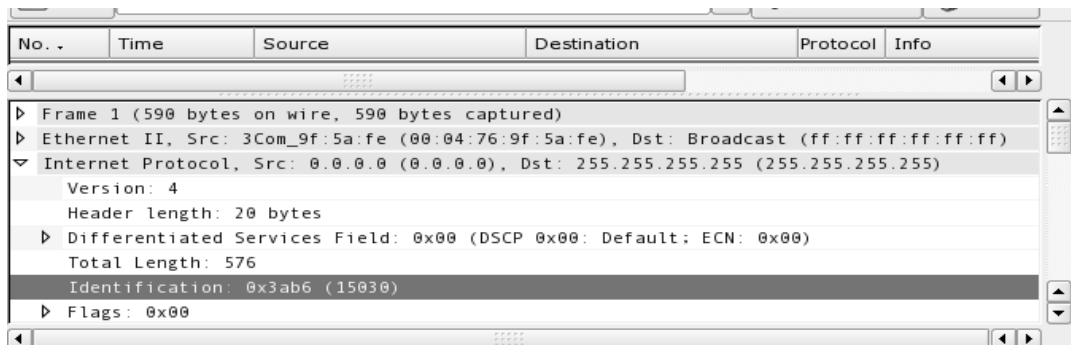 No. Time Source Destination Protocol Info
Frame 1 (590 bytes on wire, 590 bytes captured)
Ethernet II, Src: 3Com_9f:5a:fe (00:04:76:9f:5a:fe), Dst: Broadcast (ff:ff:ff:ff:ff:ff)
Internet Protocol, Src: 0.0.0.0 (0.0.0.0), Dst: 255.255.255.255 (255.255.255.255)
Version: 4
Header length: 20 bytes
Differentiated Services Field: 0x00 (DSCP 0x00: Default; ECN: 0x00)
Total Length: 576
Identification: 0x3ab6 (15030)
Flags: 0x00